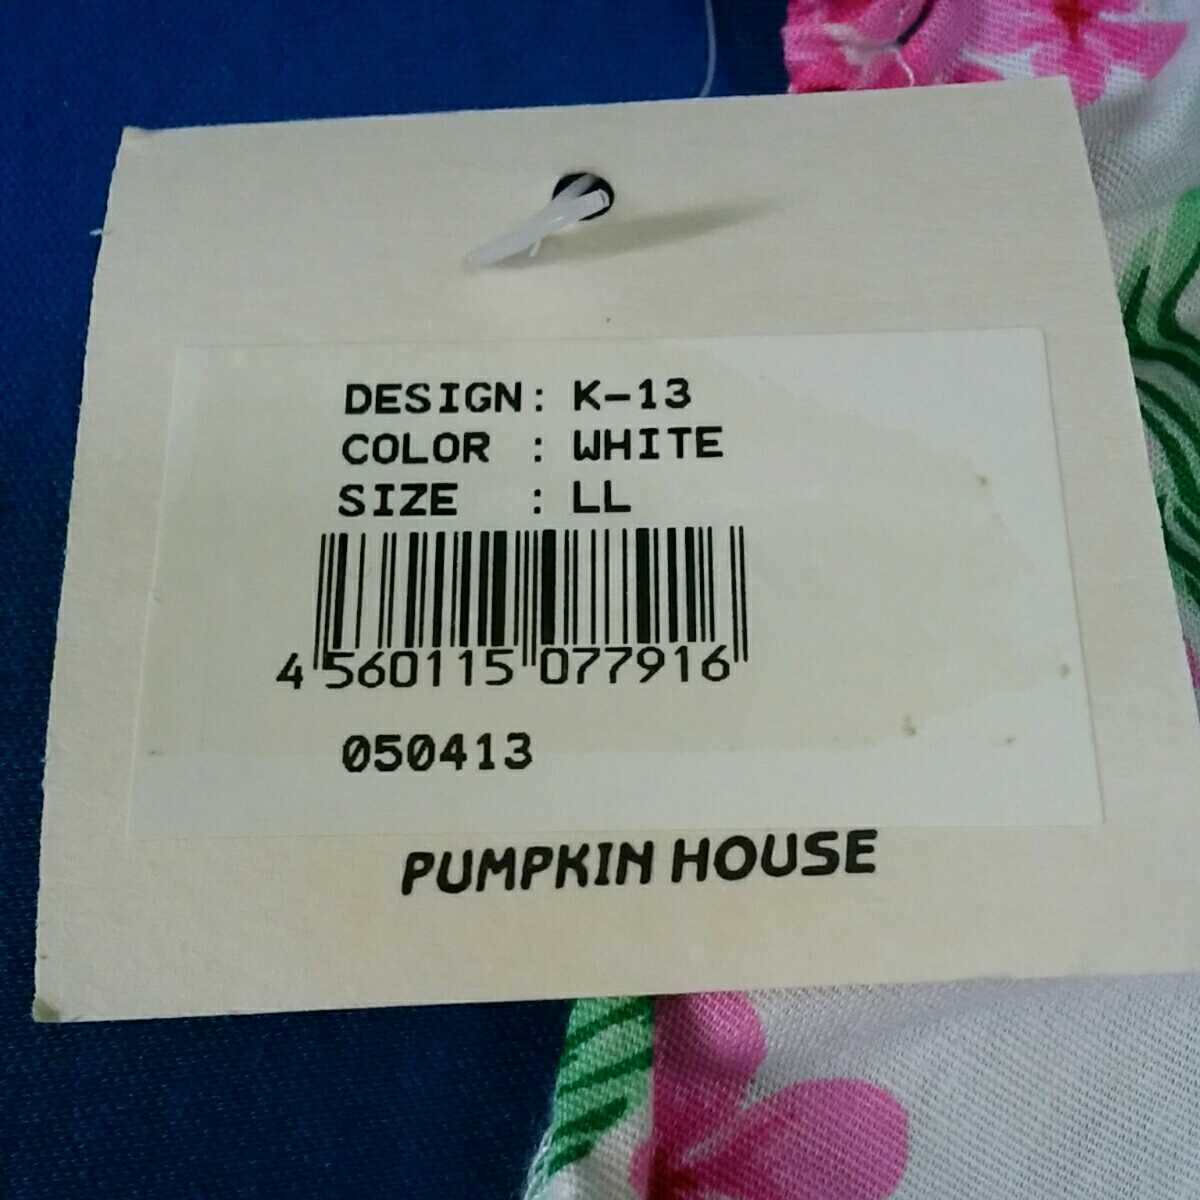 DESIGN: K-13
COLOR : WHITE
SIZE : LL
4 560115 077916
050413
PUMPKIN HOUSE